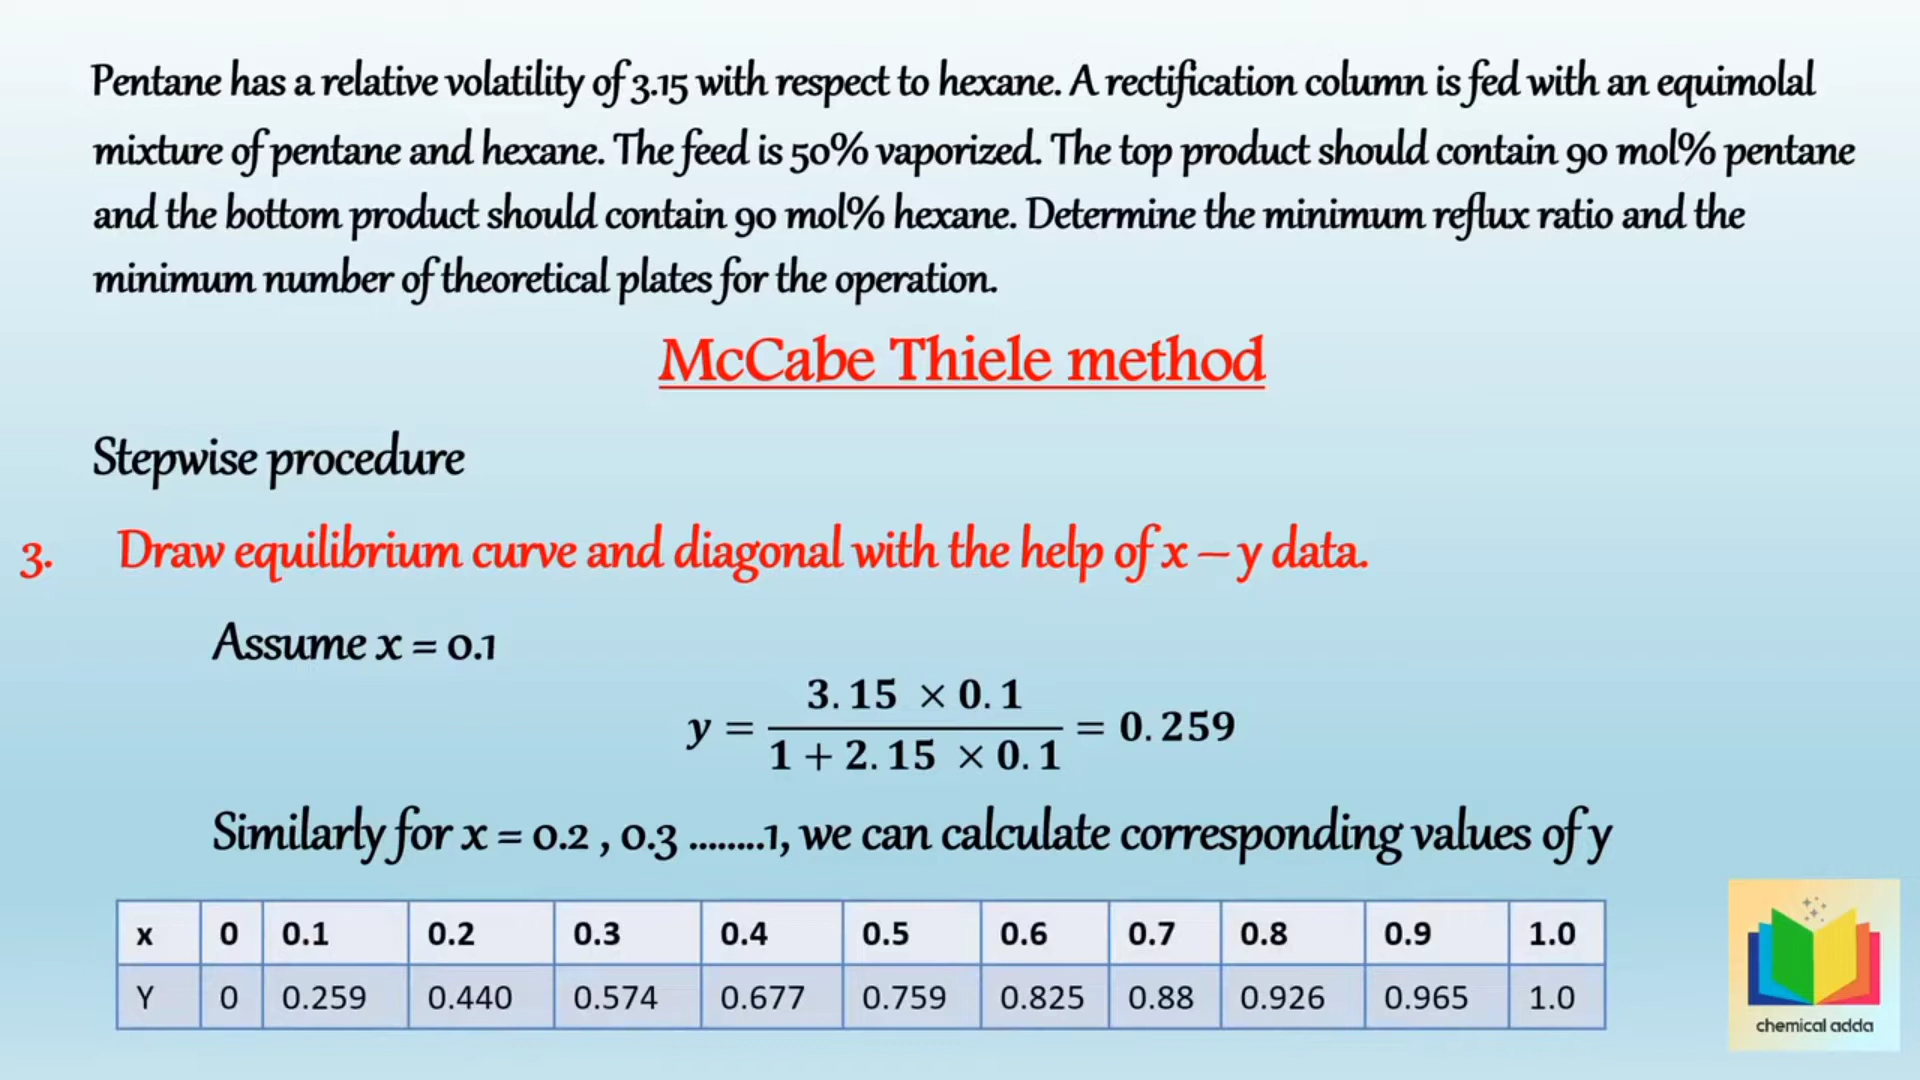 Pentane has a relative volatility of 3.15 with respect to hexane. A rectification column is fed with an equimolal
mixture of pentane and hexane. The feed is 50% vaporized. The top product should contain 90 mol% pentane
and the bottom product should contain 90 mol% hexane. Determine the minimum reflux ratio and the
minimum number of theoretical plates for the operation.
McCabe Thiele method
Stepwise procedure
3. Draw equilibrium curve and diagonal with the help of x – y data.
Assume x = 0.1
y = (3.15 × 0.1) / (1 + 2.15 × 0.1) = 0.259
Similarly for x = 0.2 , 0.3 ........1, we can calculate corresponding values of y
x 0 0.1 0.2 0.3 0.4 0.5 0.6 0.7 0.8 0.9 1.0
Y 0 0.259 0.440 0.574 0.677 0.759 0.825 0.88 0.926 0.965 1.0
chemical adda